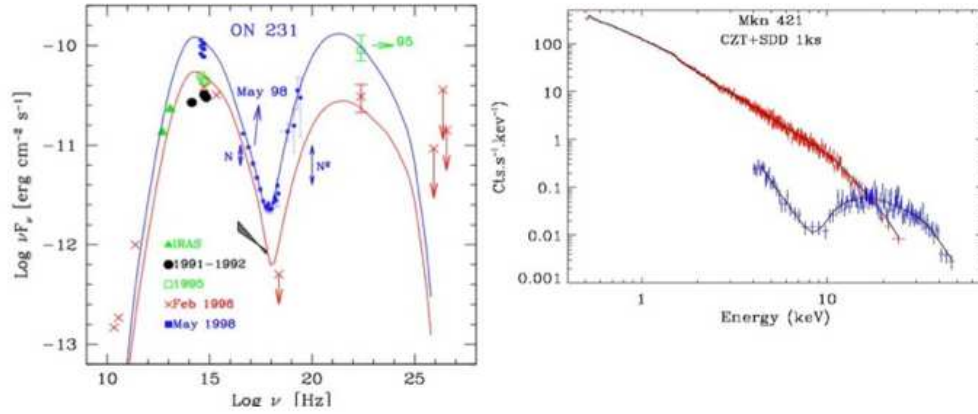 ON 231
Log νFν [erg cm⁻² s⁻¹]
-10
-11
-12
-13
95
May 98
N
N*
IRAS
1991-1992
1995
Feb 1998
May 1998
10
15
20
25
Log ν [Hz]
Mkn 421
CZT+SDD 1ks
Cts.s⁻¹.kev⁻¹
100
10
1
0.1
0.01
0.001
1
10
Energy (keV)